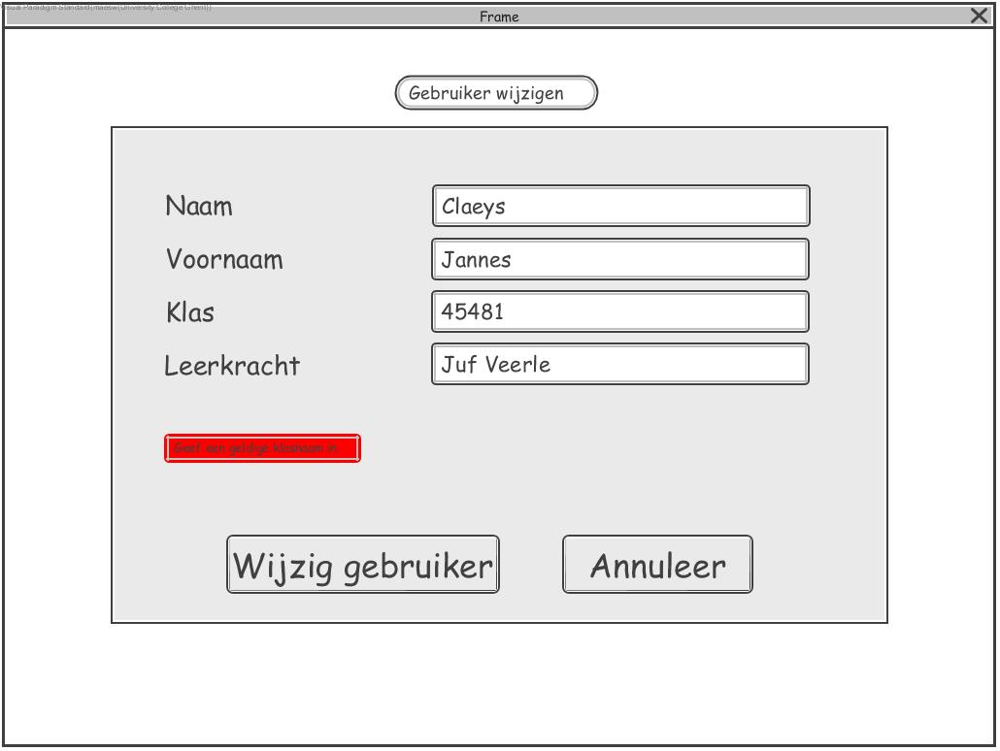 Visual Paradigm Standard(maesw(University College Ghent))
Frame
Gebruiker wijzigen
Naam
Claeys
Voornaam
Jannes
Klas
45481
Leerkracht
Juf Veerle
Geef een geldige klasnaam in
Wijzig gebruiker
Annuleer